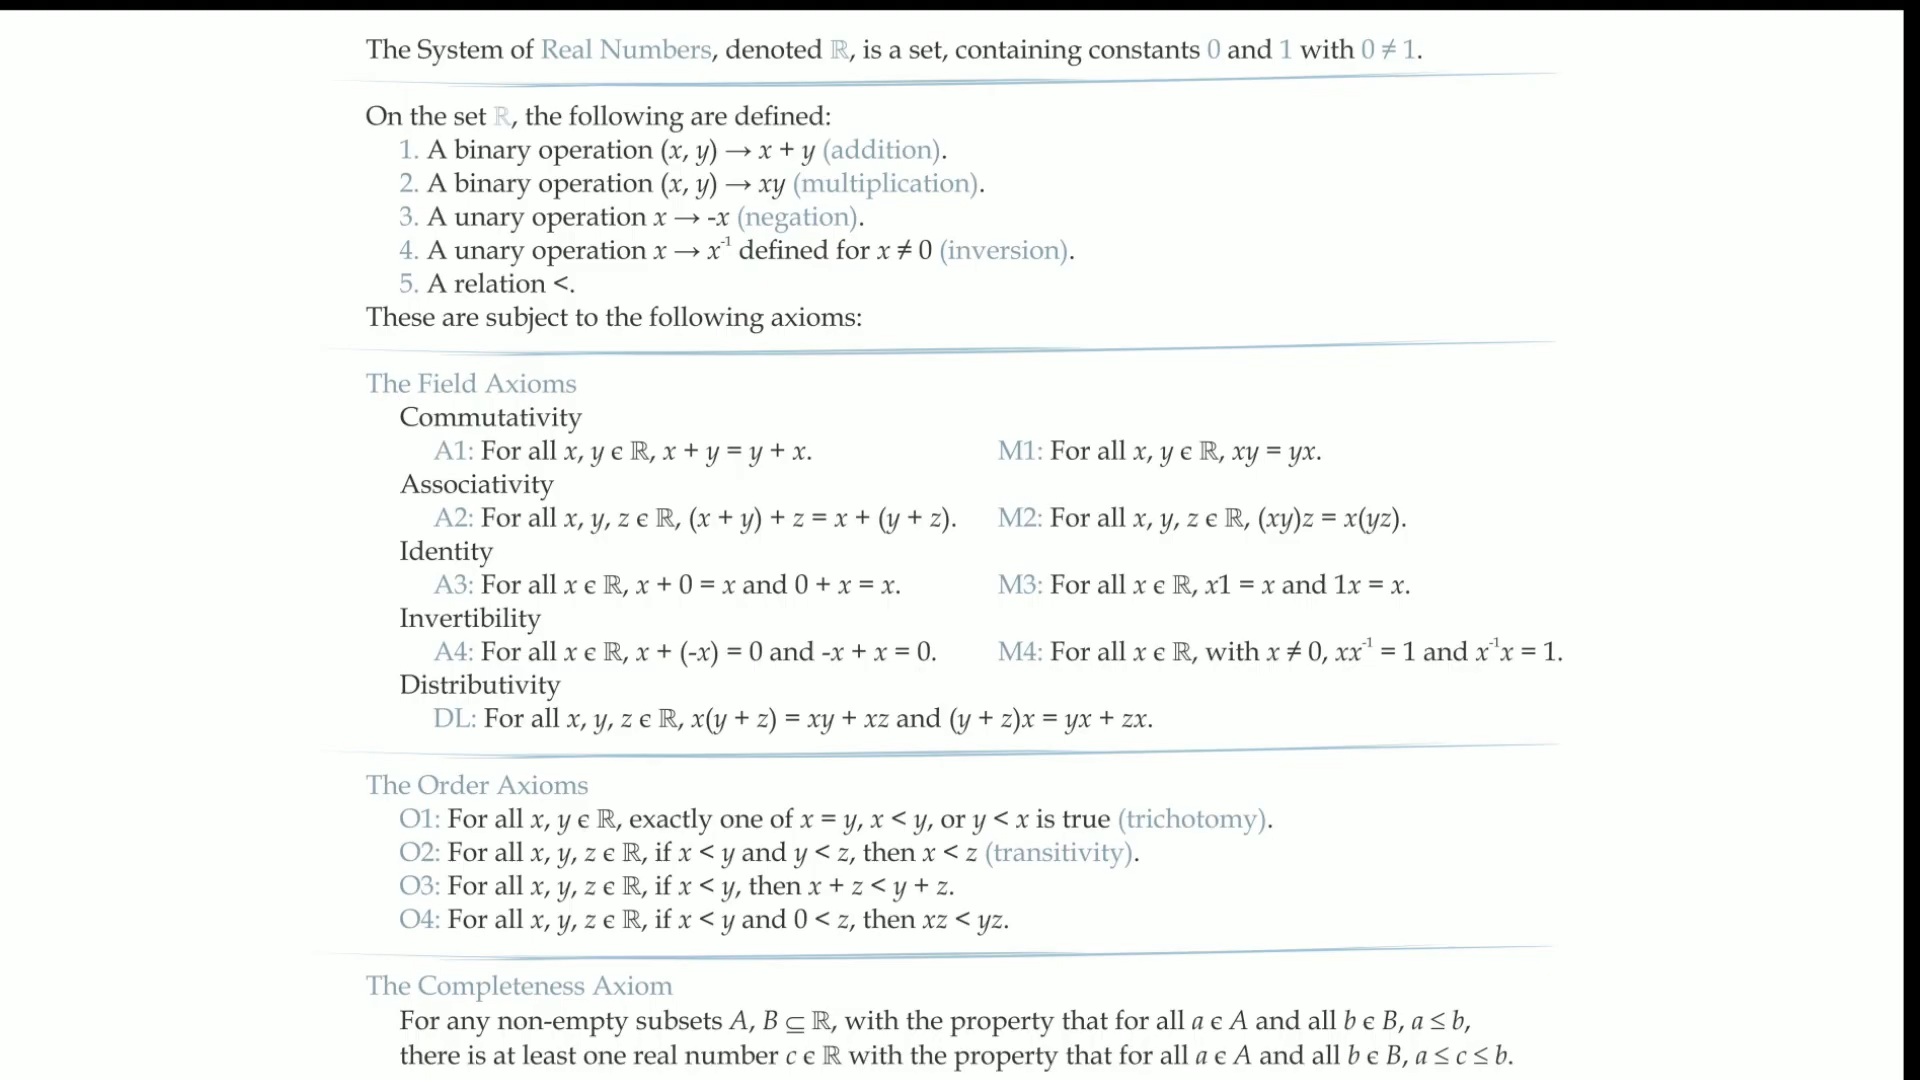 The System of Real Numbers, denoted ℝ, is a set, containing constants 0 and 1 with 0 ≠ 1.
On the set ℝ, the following are defined:
1. A binary operation (x, y) → x + y (addition).
2. A binary operation (x, y) → xy (multiplication).
3. A unary operation x → -x (negation).
4. A unary operation x → x⁻¹ defined for x ≠ 0 (inversion).
5. A relation <.
These are subject to the following axioms:
The Field Axioms
Commutativity
A1: For all x, y ϵ ℝ, x + y = y + x. M1: For all x, y ϵ ℝ, xy = yx.
Associativity
A2: For all x, y, z ϵ ℝ, (x + y) + z = x + (y + z). M2: For all x, y, z ϵ ℝ, (xy)z = x(yz).
Identity
A3: For all x ϵ ℝ, x + 0 = x and 0 + x = x. M3: For all x ϵ ℝ, x1 = x and 1x = x.
Invertibility
A4: For all x ϵ ℝ, x + (-x) = 0 and -x + x = 0. M4: For all x ϵ ℝ, with x ≠ 0, xx⁻¹ = 1 and x⁻¹x = 1.
Distributivity
DL: For all x, y, z ϵ ℝ, x(y + z) = xy + xz and (y + z)x = yx + zx.
The Order Axioms
O1: For all x, y ϵ ℝ, exactly one of x = y, x < y, or y < x is true (trichotomy).
O2: For all x, y, z ϵ ℝ, if x < y and y < z, then x < z (transitivity).
O3: For all x, y, z ϵ ℝ, if x < y, then x + z < y + z.
O4: For all x, y, z ϵ ℝ, if x < y and 0 < z, then xz < yz.
The Completeness Axiom
For any non-empty subsets A, B ⊆ ℝ, with the property that for all a ϵ A and all b ϵ B, a ≤ b,
there is at least one real number c ϵ ℝ with the property that for all a ϵ A and all b ϵ B, a ≤ c ≤ b.